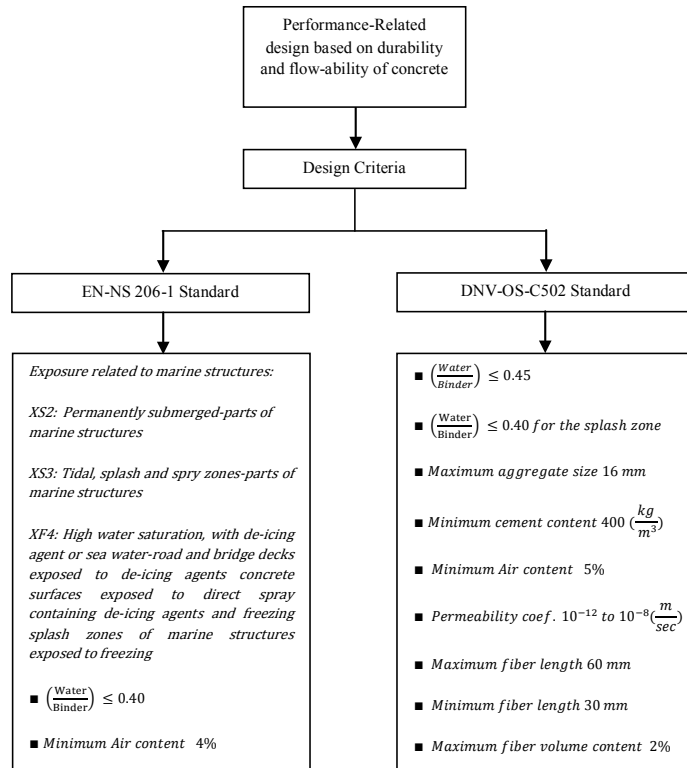 Performance-Related
design based on durability
and flow-ability of concrete
Design Criteria
EN-NS 206-1 Standard
Exposure related to marine structures:
XS2: Permanently submerged-parts of
marine structures
XS3: Tidal, splash and spry zones-parts of
marine structures
XF4: High water saturation, with de-icing
agent or sea water-road and bridge decks
exposed to de-icing agents concrete
surfaces exposed to direct spray
containing de-icing agents and freezing
splash zones of marine structures
exposed to freezing
■ (Water/Binder) ≤ 0.40
■ Minimum Air content 4%
DNV-OS-C502 Standard
■ (Water/Binder) ≤ 0.45
■ (Water/Binder) ≤ 0.40 for the splash zone
■ Maximum aggregate size 16 mm
■ Minimum cement content 400 (kg/m³)
■ Minimum Air content 5%
■ Permeability coef. 10⁻¹² to 10⁻⁸(m/sec)
■ Maximum fiber length 60 mm
■ Minimum fiber length 30 mm
■ Maximum fiber volume content 2%